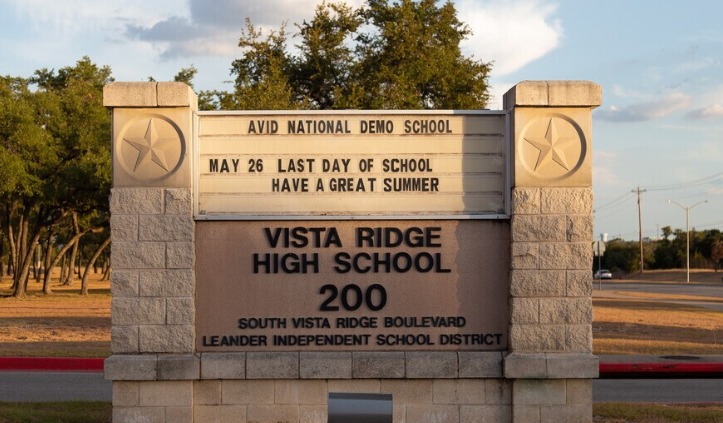 AVID NATIONAL DEMO SCHOOL
MAY 26 LAST DAY OF SCHOOL
HAVE A GREAT SUMMER
VISTA RIDGE
HIGH SCHOOL
200
SOUTH VISTA RIDGE BOULEVARD
LEANDER INDEPENDENT SCHOOL DISTRICT